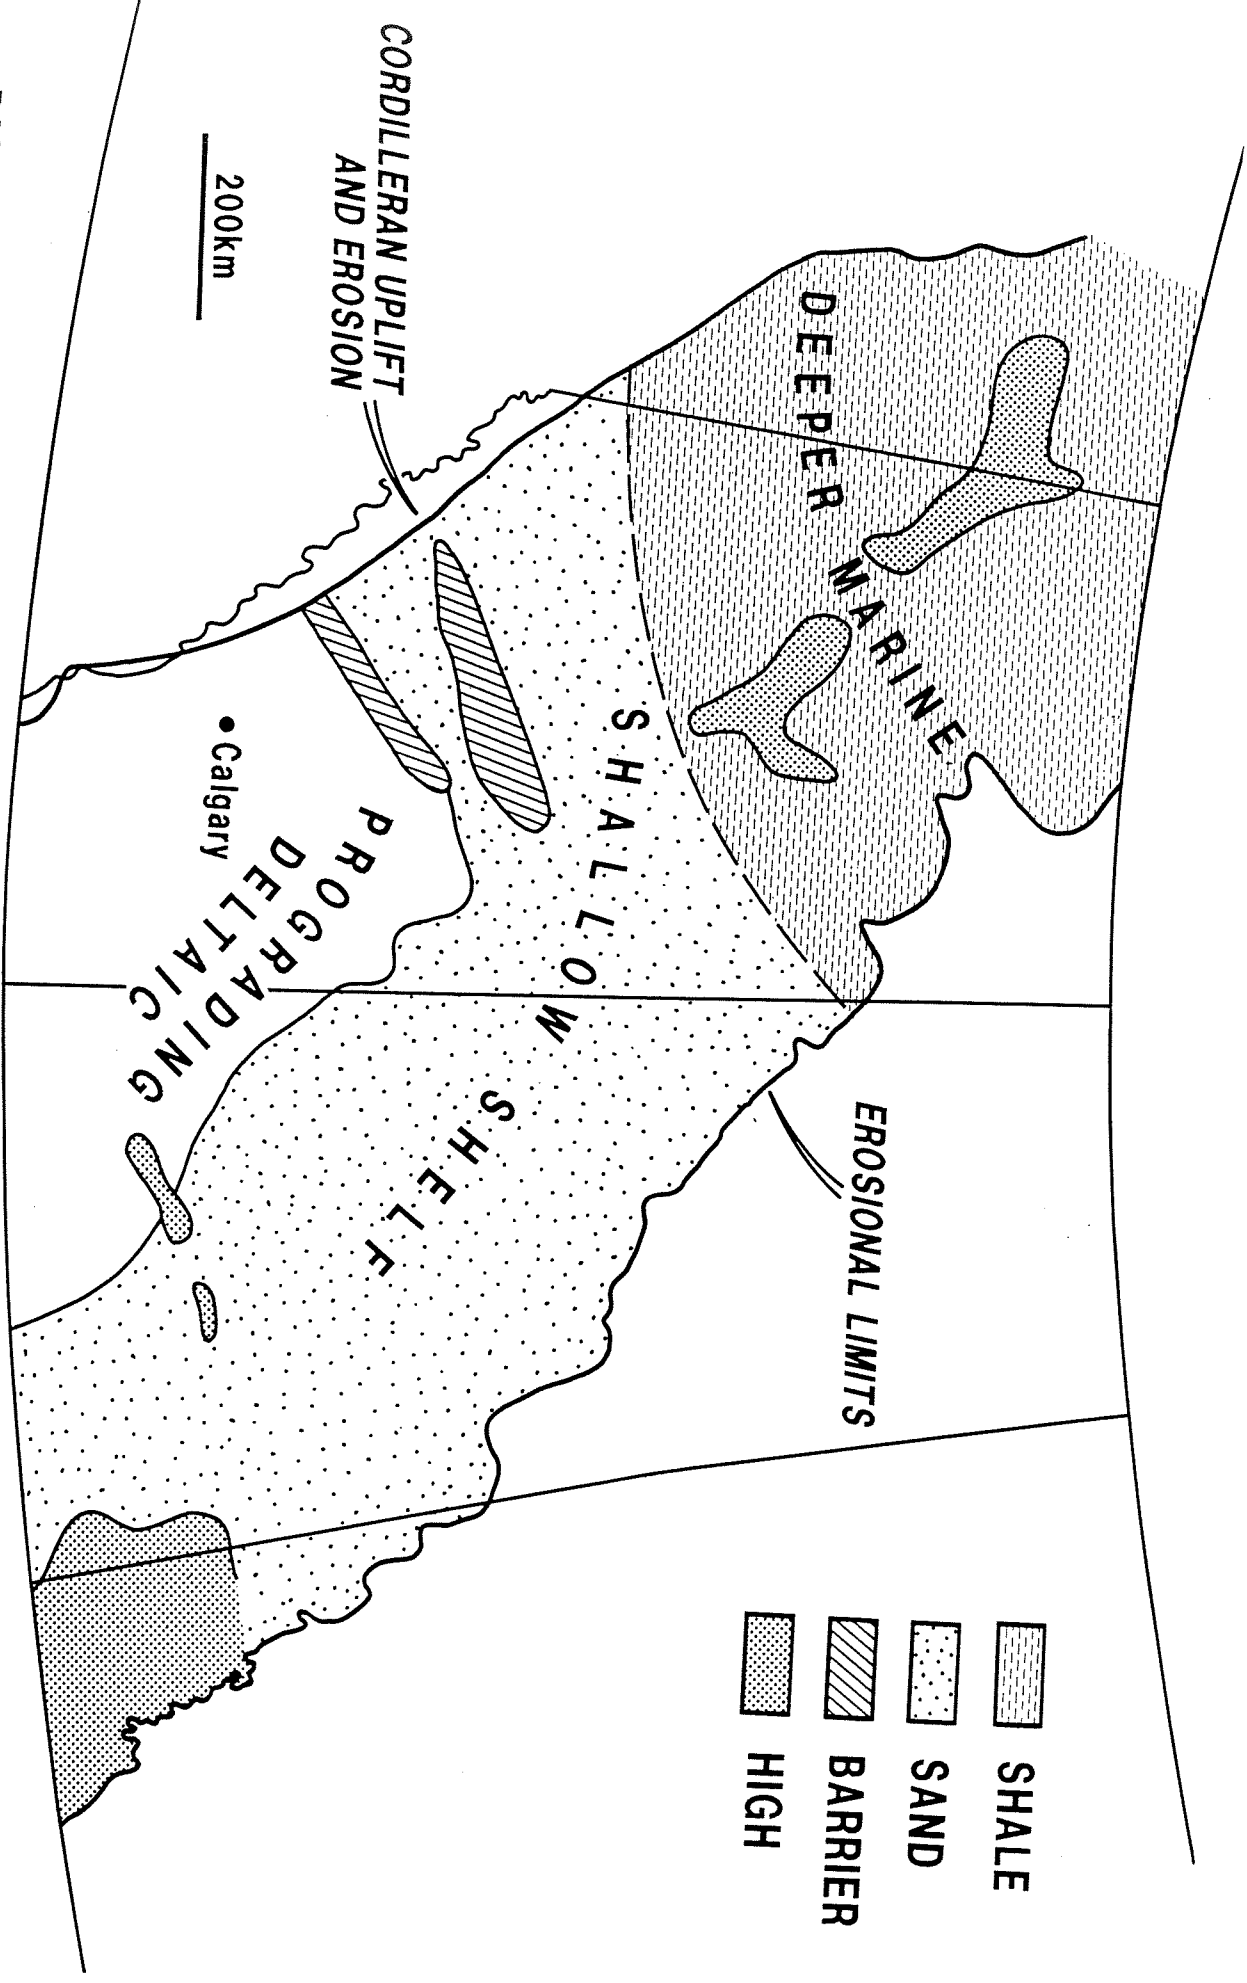 DEEPER MARINE
CORDILLERAN UPLIFT
AND EROSION
200km
SHALLOW SHELF
Calgary
PROGRADING
DELTAIC
EROSIONAL LIMITS
SHALE
SAND
BARRIER
HIGH